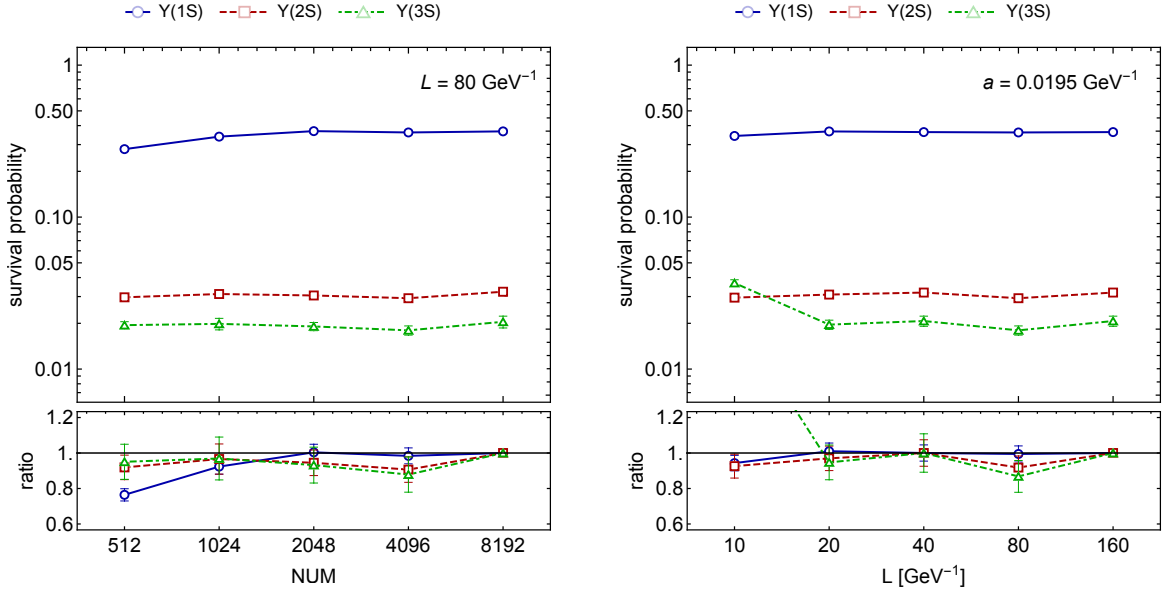 Υ(1S) Υ(2S) Υ(3S)
L = 80 GeV⁻¹
1
0.50
0.10
0.05
0.01
survival probability
1.2
1.
0.8
0.6
ratio
512 1024 2048 4096 8192
NUM
Υ(1S) Υ(2S) Υ(3S)
a = 0.0195 GeV⁻¹
1
0.50
0.10
0.05
0.01
survival probability
1.2
1.
0.8
0.6
ratio
10 20 40 80 160
L [GeV⁻¹]